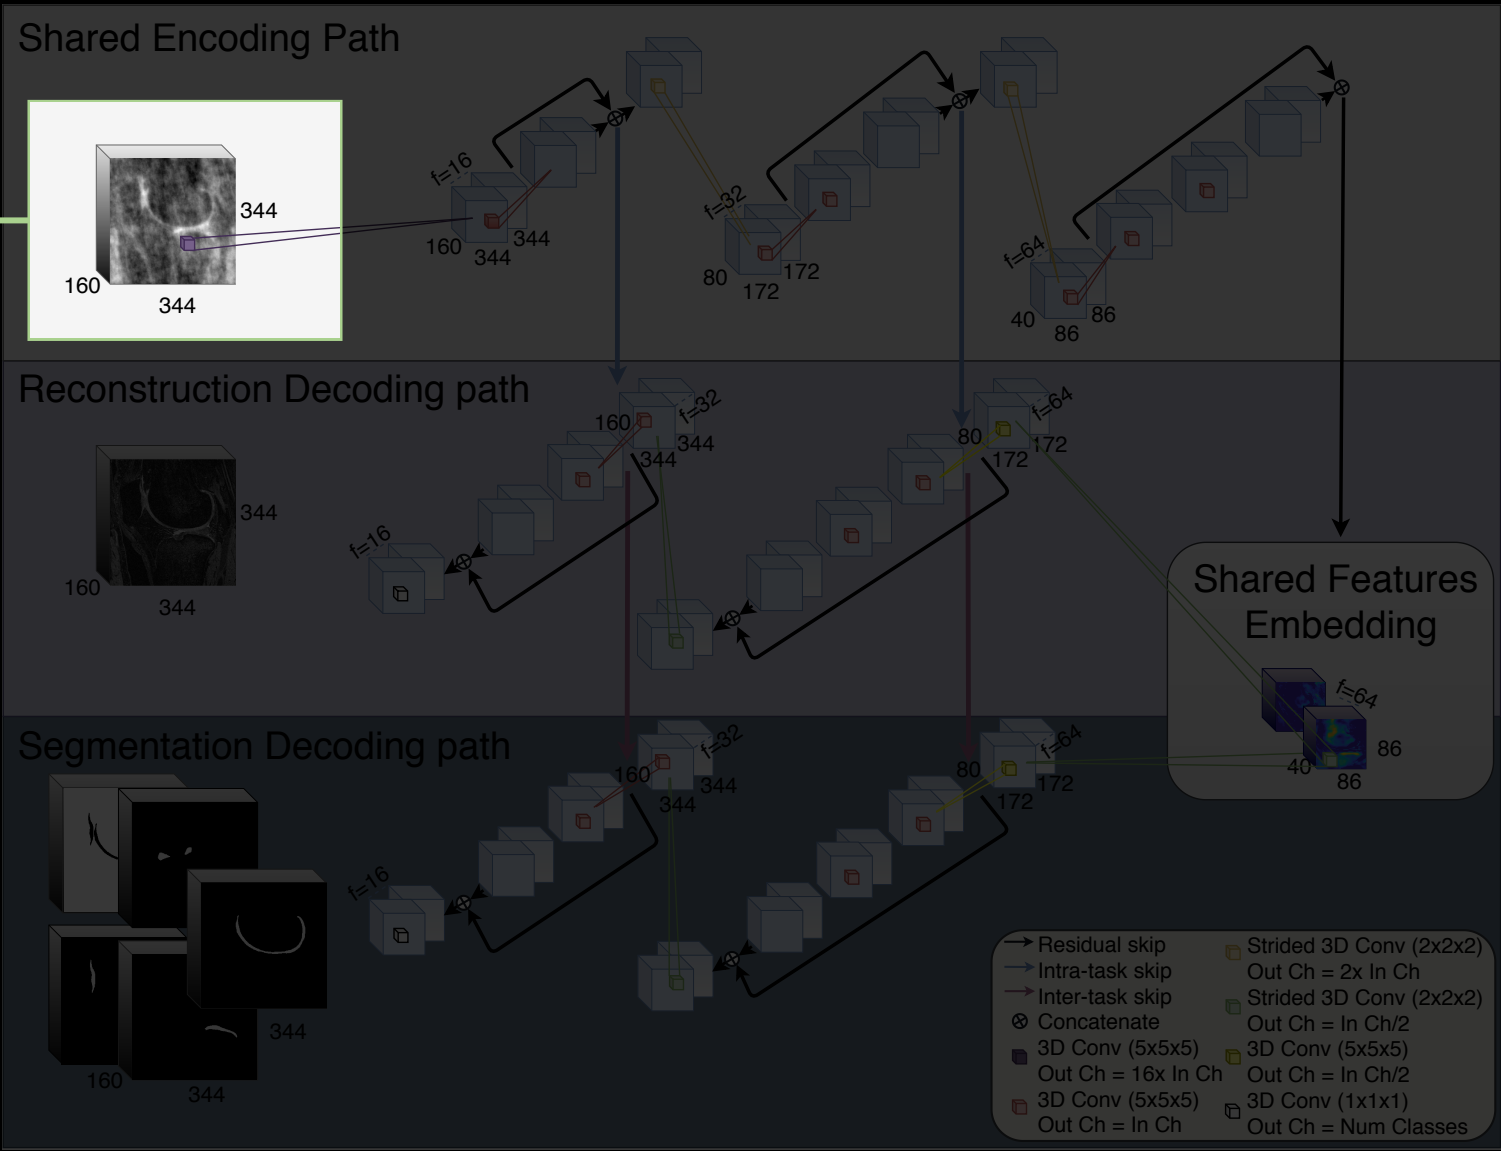 Shared Encoding Path
344
160
344
f=16
160
344
344
f=32
80
172
172
f=64
40
86
86
Reconstruction Decoding path
344
160
344
160
f=32
344
344
f=16
80
f=64
172
172
Shared Features
Embedding
f=64
86
40
86
Segmentation Decoding path
160
f=32
344
344
f=16
80
f=64
172
172
344
160
344
Residual skip
Intra-task skip
Inter-task skip
Concatenate
3D Conv (5x5x5)
Out Ch = 16x In Ch
3D Conv (5x5x5)
Out Ch = In Ch
Strided 3D Conv (2x2x2)
Out Ch = 2x In Ch
Strided 3D Conv (2x2x2)
Out Ch = In Ch/2
3D Conv (5x5x5)
Out Ch = In Ch/2
3D Conv (1x1x1)
Out Ch = Num Classes